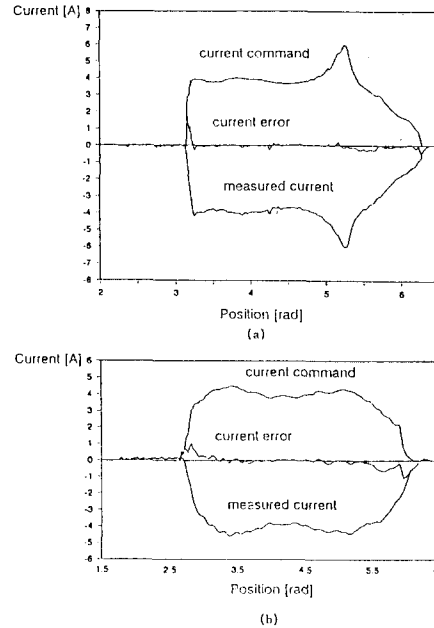 Current [A]
8
7
6
5
4
3
2
1
0
-1
-2
-3
-4
-5
-6
-7
-8
current command
current error
measured current
2 3 4 5 6
Position [rad]
(a)
Current [A]
6
5
4
3
2
1
0
-1
-2
-3
-4
-5
-6
current command
current error
measured current
1.5 2.5 3.5 4.5 5.5
Position [rad]
(b)